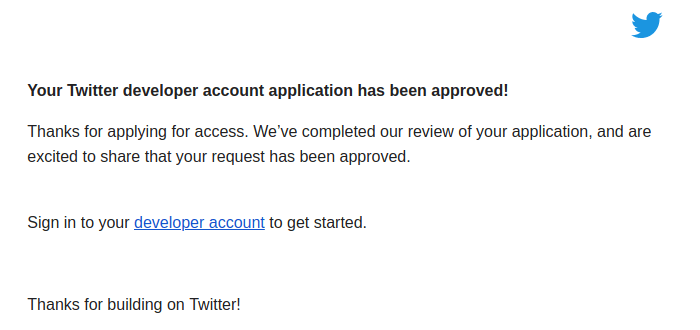 Your Twitter developer account application has been approved!
Thanks for applying for access. We’ve completed our review of your application, and are
excited to share that your request has been approved.
Sign in to your developer account to get started.
Thanks for building on Twitter!